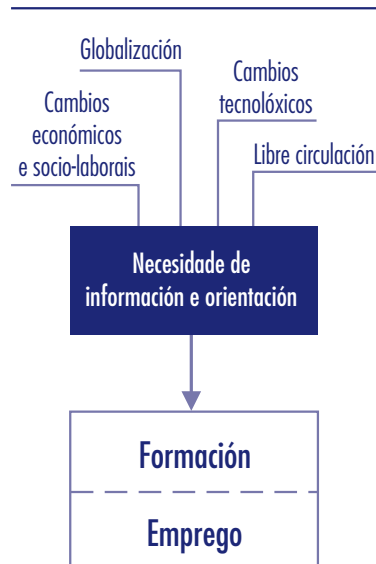 Globalización
Cambios
económicos
e socio-laborais
Cambios
tecnolóxicos
Libre circulación
Necesidade de
información e orientación
Formación
Emprego